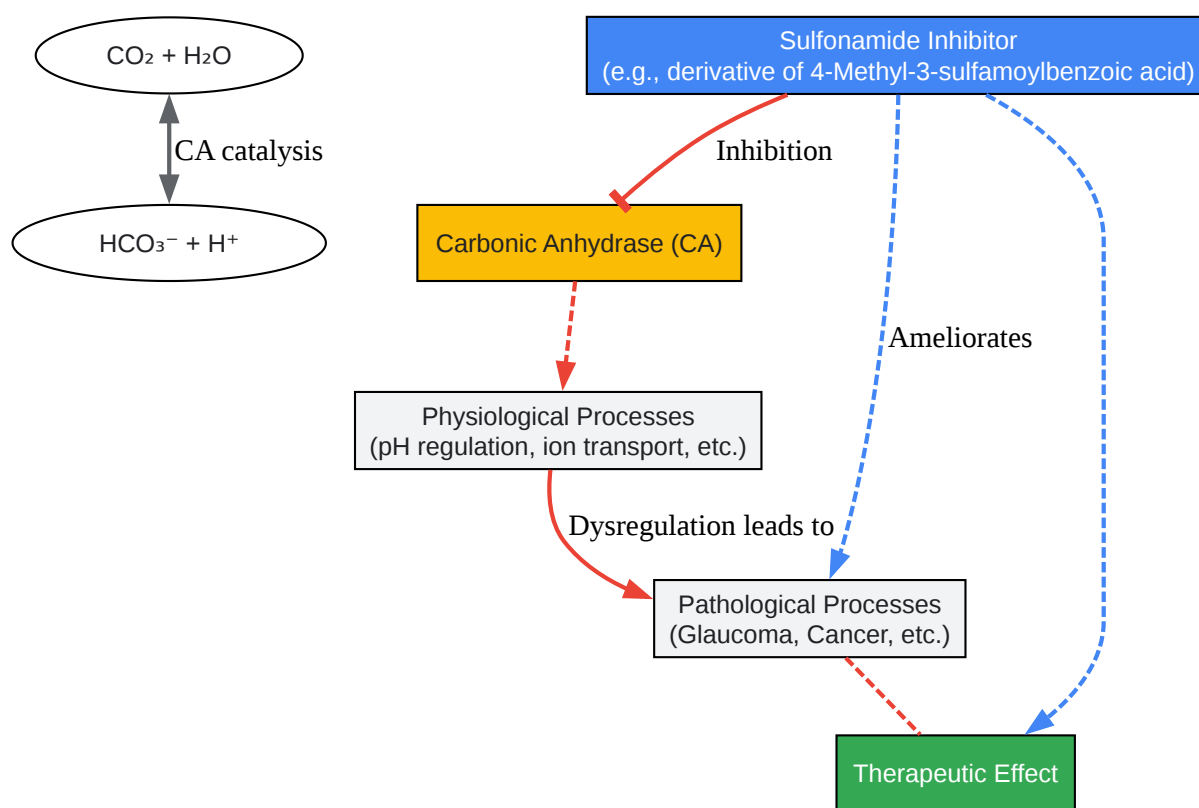 CO₂ + H₂O
CA catalysis
HCO₃⁻ + H⁺
Sulfonamide Inhibitor
(e.g., derivative of 4-Methyl-3-sulfamoylbenzoic acid)
Inhibition
Carbonic Anhydrase (CA)
Ameliorates
Physiological Processes
(pH regulation, ion transport, etc.)
Dysregulation leads to
Pathological Processes
(Glaucoma, Cancer, etc.)
Therapeutic Effect